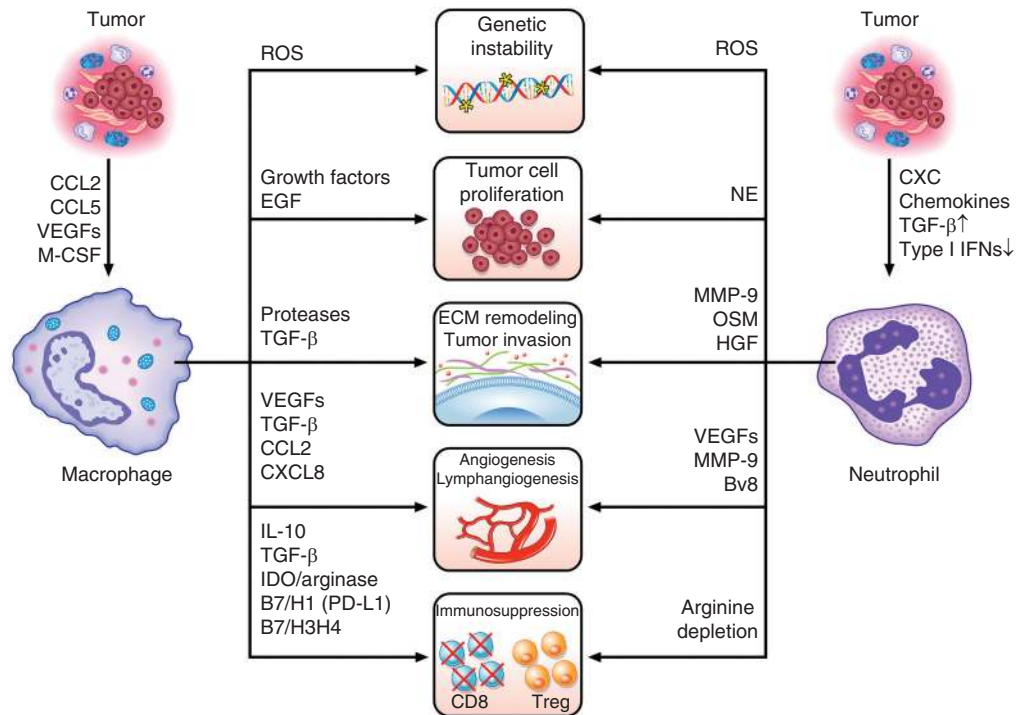 Tumor
CCL2
CCL5
VEGFs
M-CSF
Macrophage
ROS
Growth factors
EGF
Proteases
TGF-β
VEGFs
TGF-β
CCL2
CXCL8
IL-10
TGF-β
IDO/arginase
B7/H1 (PD-L1)
B7/H3H4
Genetic
instability
Tumor cell
proliferation
ECM remodeling
Tumor invasion
Angiogenesis
Lymphangiogenesis
Immunosuppression
CD8
Treg
ROS
NE
MMP-9
OSM
HGF
VEGFs
MMP-9
Bv8
Arginine
depletion
Tumor
CXC
Chemokines
TGF-β↑
Type I IFNs↓
Neutrophil